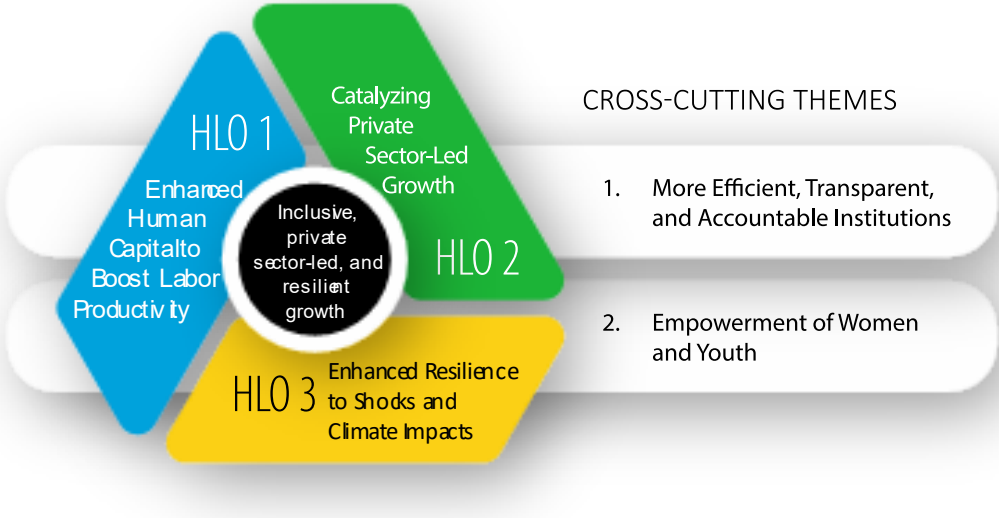 HLO 1
Enhanced
Human
Capitalto
Boost Labor
Productivity
Catalyzing
Private
Sector-Led
Growth
HLO 2
Inclusive,
private
sector-led, and
resilient
growth
HLO 3
Enhanced Resilience
to Shocks and
Climate Impacts
CROSS-CUTTING THEMES
1. More Efficient, Transparent,
and Accountable Institutions
2. Empowerment of Women
and Youth